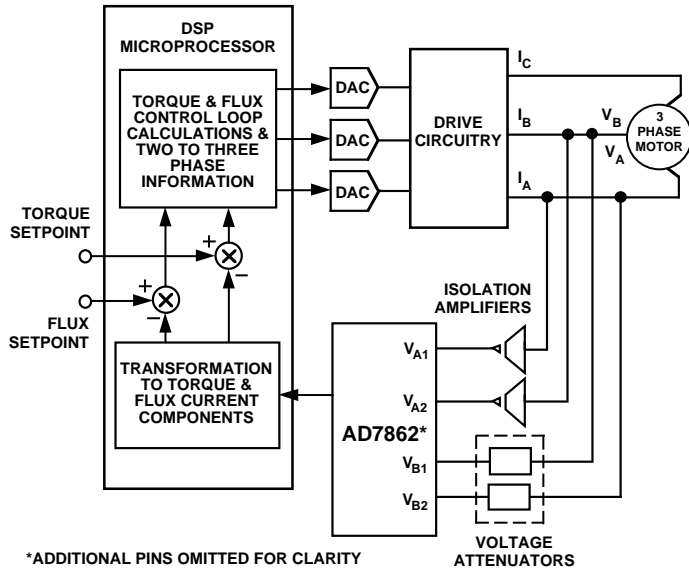 DSP
MICROPROCESSOR
TORQUE & FLUX
CONTROL LOOP
CALCULATIONS &
TWO TO THREE
PHASE
INFORMATION
DAC
DAC
DAC
DRIVE
CIRCUITRY
I_C
I_B
I_A
V_B
V_A
3
PHASE
MOTOR
TORQUE
SETPOINT
FLUX
SETPOINT
+
–
+
–
TRANSFORMATION
TO TORQUE &
FLUX CURRENT
COMPONENTS
ISOLATION
AMPLIFIERS
V_A1
V_A2
AD7862*
V_B1
V_B2
VOLTAGE
ATTENUATORS
*ADDITIONAL PINS OMITTED FOR CLARITY